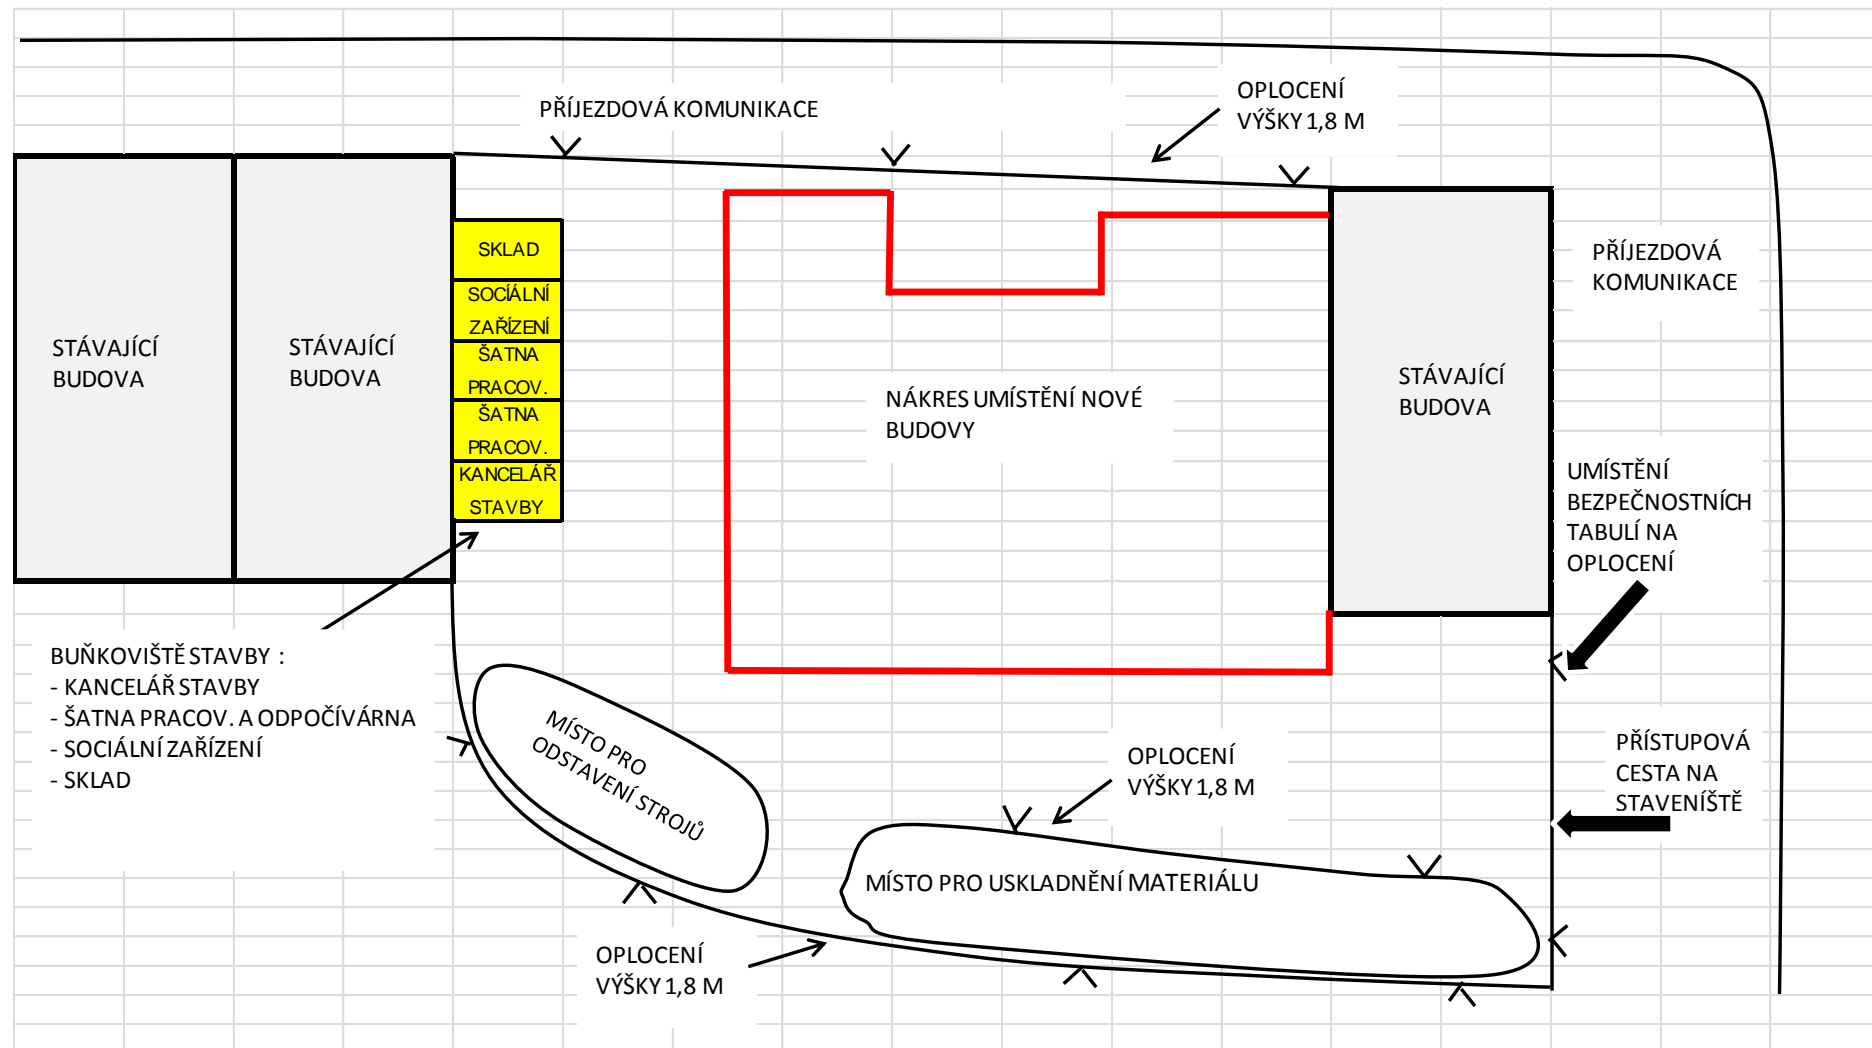 OPLOCENÍ
VÝŠKY 1,8 M
PŘÍJEZDOVÁ KOMUNIKACE
SKLAD
SOCÍÁLNÍ
ZAŘÍZENÍ
ŠATNA
PRACOV.
ŠATNA
PRACOV.
KANCELÁŘ
STAVBY
STÁVAJÍCÍ
BUDOVA
STÁVAJÍCÍ
BUDOVA
NÁKRES UMÍSTĚNÍ NOVÉ
BUDOVY
STÁVAJÍCÍ
BUDOVA
PŘÍJEZDOVÁ
KOMUNIKACE
UMÍSTĚNÍ
BEZPEČNOSTNÍCH
TABULÍ NA
OPLOCENÍ
BUŇKOVIŠTĚ STAVBY :
- KANCELÁŘ STAVBY
- ŠATNA PRACOV. A ODPOČÍVÁRNA
- SOCIÁLNÍ ZAŘÍZENÍ
- SKLAD
MÍSTO PRO
ODSTAVENÍ STROJŮ
OPLOCENÍ
VÝŠKY 1,8 M
PŘÍSTUPOVÁ
CESTA NA
STAVENÍŠTĚ
MÍSTO PRO USKLADNĚNÍ MATERIÁLU
OPLOCENÍ
VÝŠKY 1,8 M